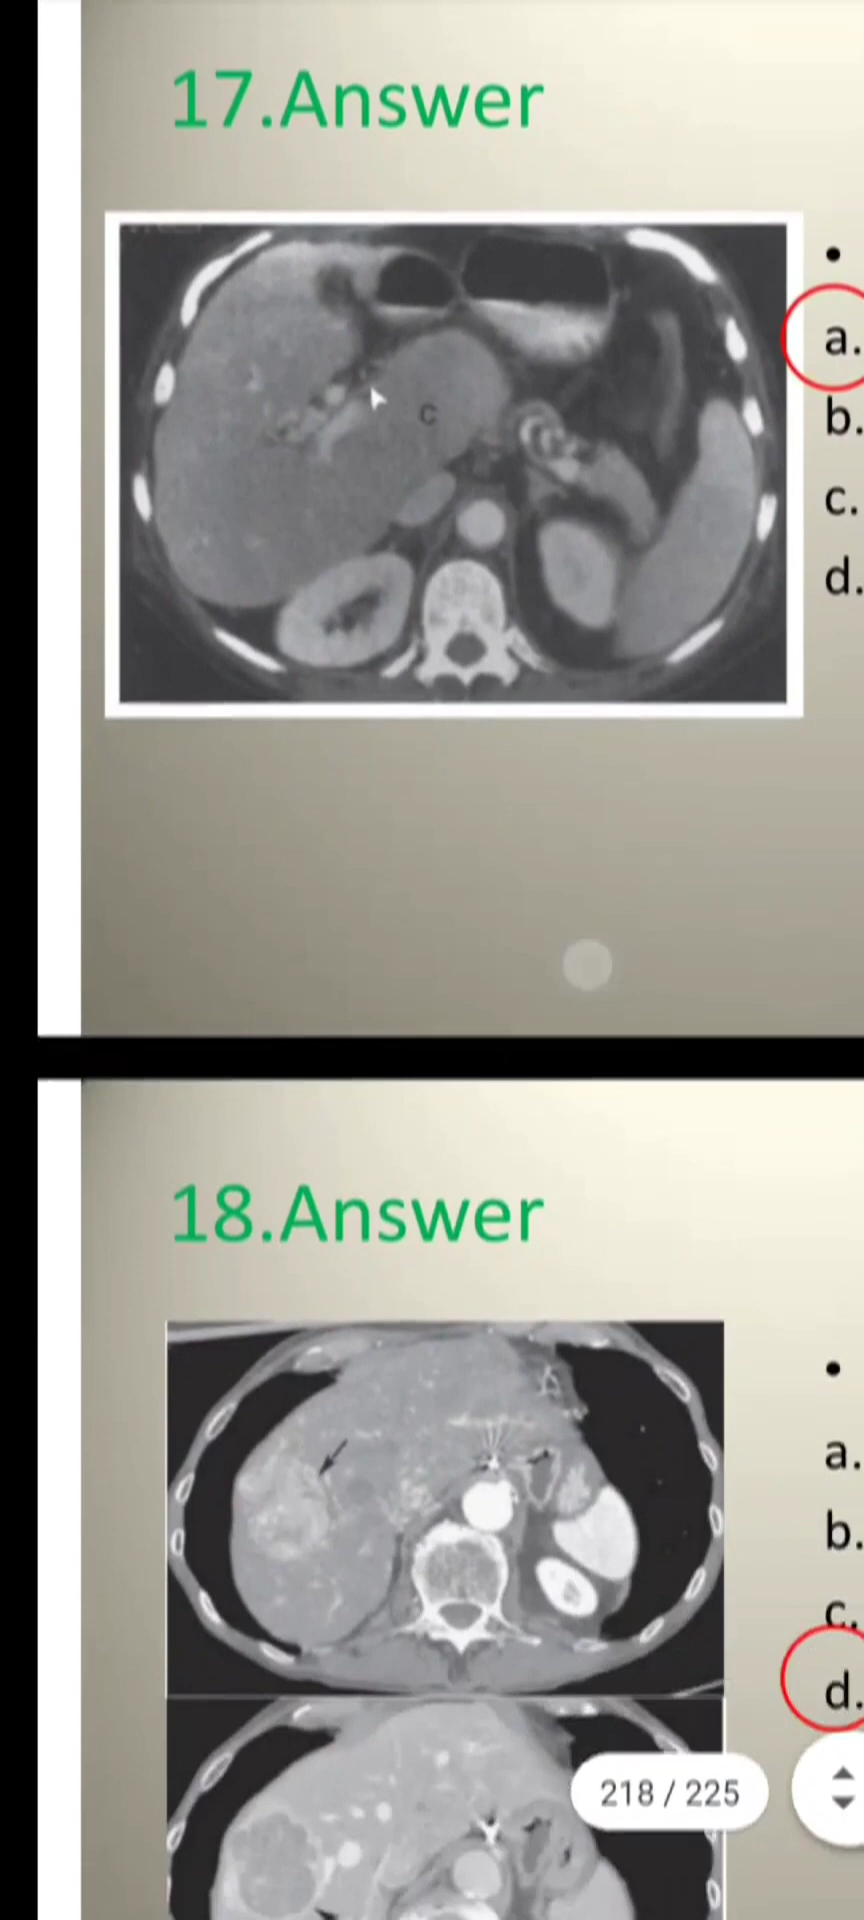 17.Answer
•
a.
b.
c.
d.
C
18.Answer
•
a.
b.
c.
d.
218 / 225